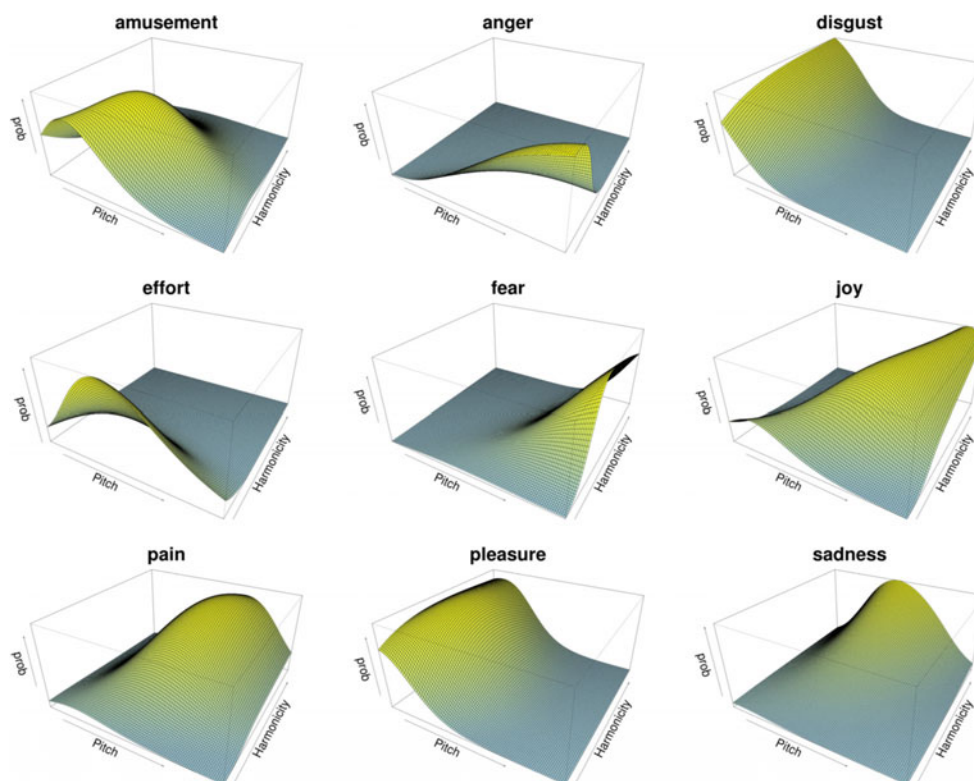 amusement
anger
disgust
prob
Pitch
Harmonicity
prob
Pitch
Harmonicity
prob
Pitch
Harmonicity
effort
fear
joy
prob
Pitch
Harmonicity
prob
Pitch
Harmonicity
prob
Pitch
Harmonicity
pain
pleasure
sadness
prob
Pitch
Harmonicity
prob
Pitch
Harmonicity
prob
Pitch
Harmonicity